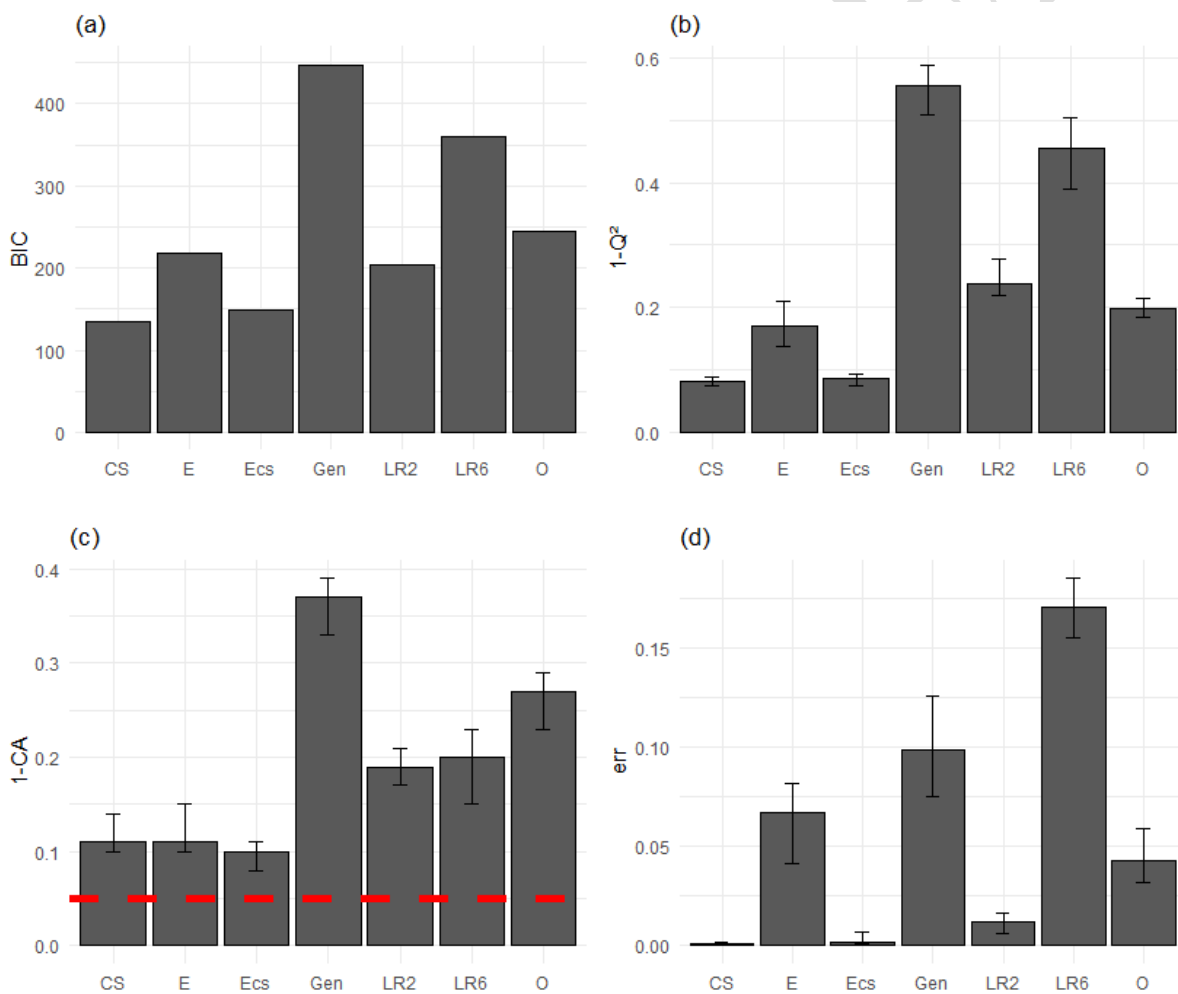 (a)
BIC
400
300
200
100
0
CS E Ecs Gen LR2 LR6 O
(b)
1-Q²
0.6
0.4
0.2
0.0
CS E Ecs Gen LR2 LR6 O
(c)
1-CA
0.4
0.3
0.2
0.1
0.0
CS E Ecs Gen LR2 LR6 O
(d)
err
0.15
0.10
0.05
0.00
CS E Ecs Gen LR2 LR6 O